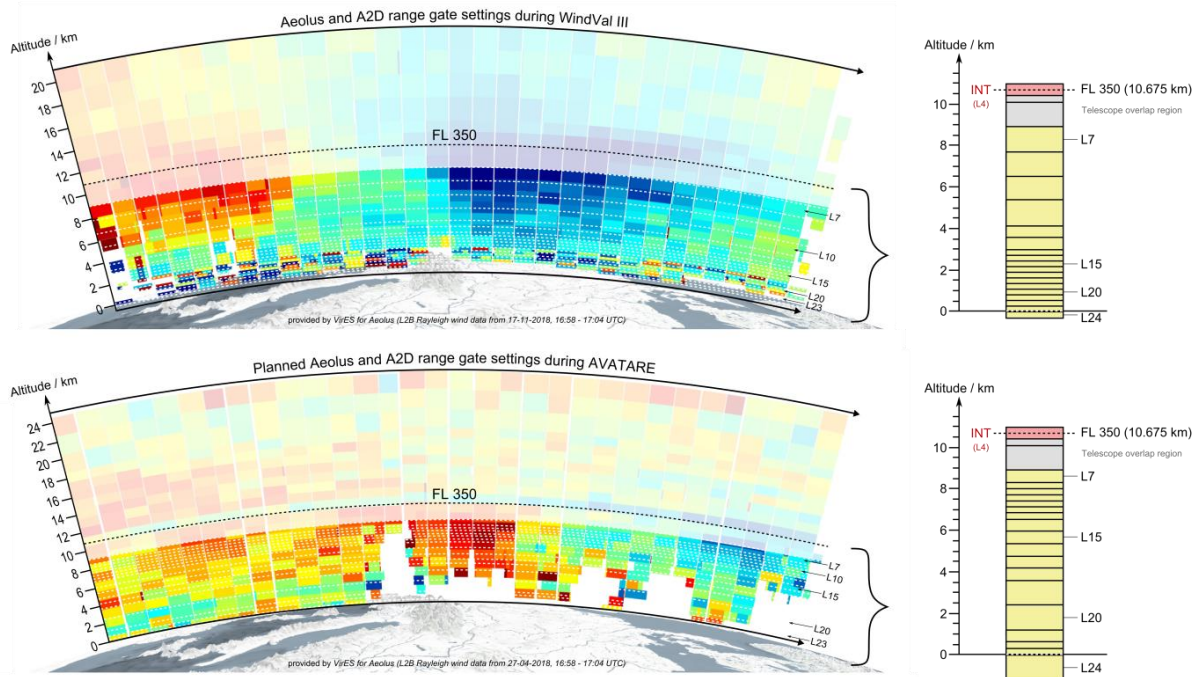 Aeolus and A2D range gate settings during WindVal III
Altitude / km
20
18
16
14
12
10
8
6
4
2
0
FL 350
L7
L10
L15
L20
L23
provided by VirES for Aeolus (L2B Rayleigh wind data from 17-11-2018, 16:58 - 17:04 UTC)
Altitude / km
INT
(L4)
10
8
6
4
2
0
FL 350 (10.675 km)
Telescope overlap region
L7
L15
L20
L24
Planned Aeolus and A2D range gate settings during AVATARE
Altitude / km
24
22
20
18
16
14
12
10
8
6
4
2
0
FL 350
L7
L10
L15
L20
L23
provided by VirES for Aeolus (L2B Rayleigh wind data from 27-04-2018, 16:58 - 17:04 UTC)
Altitude / km
INT
(L4)
10
8
6
4
2
0
FL 350 (10.675 km)
Telescope overlap region
L7
L15
L20
L24